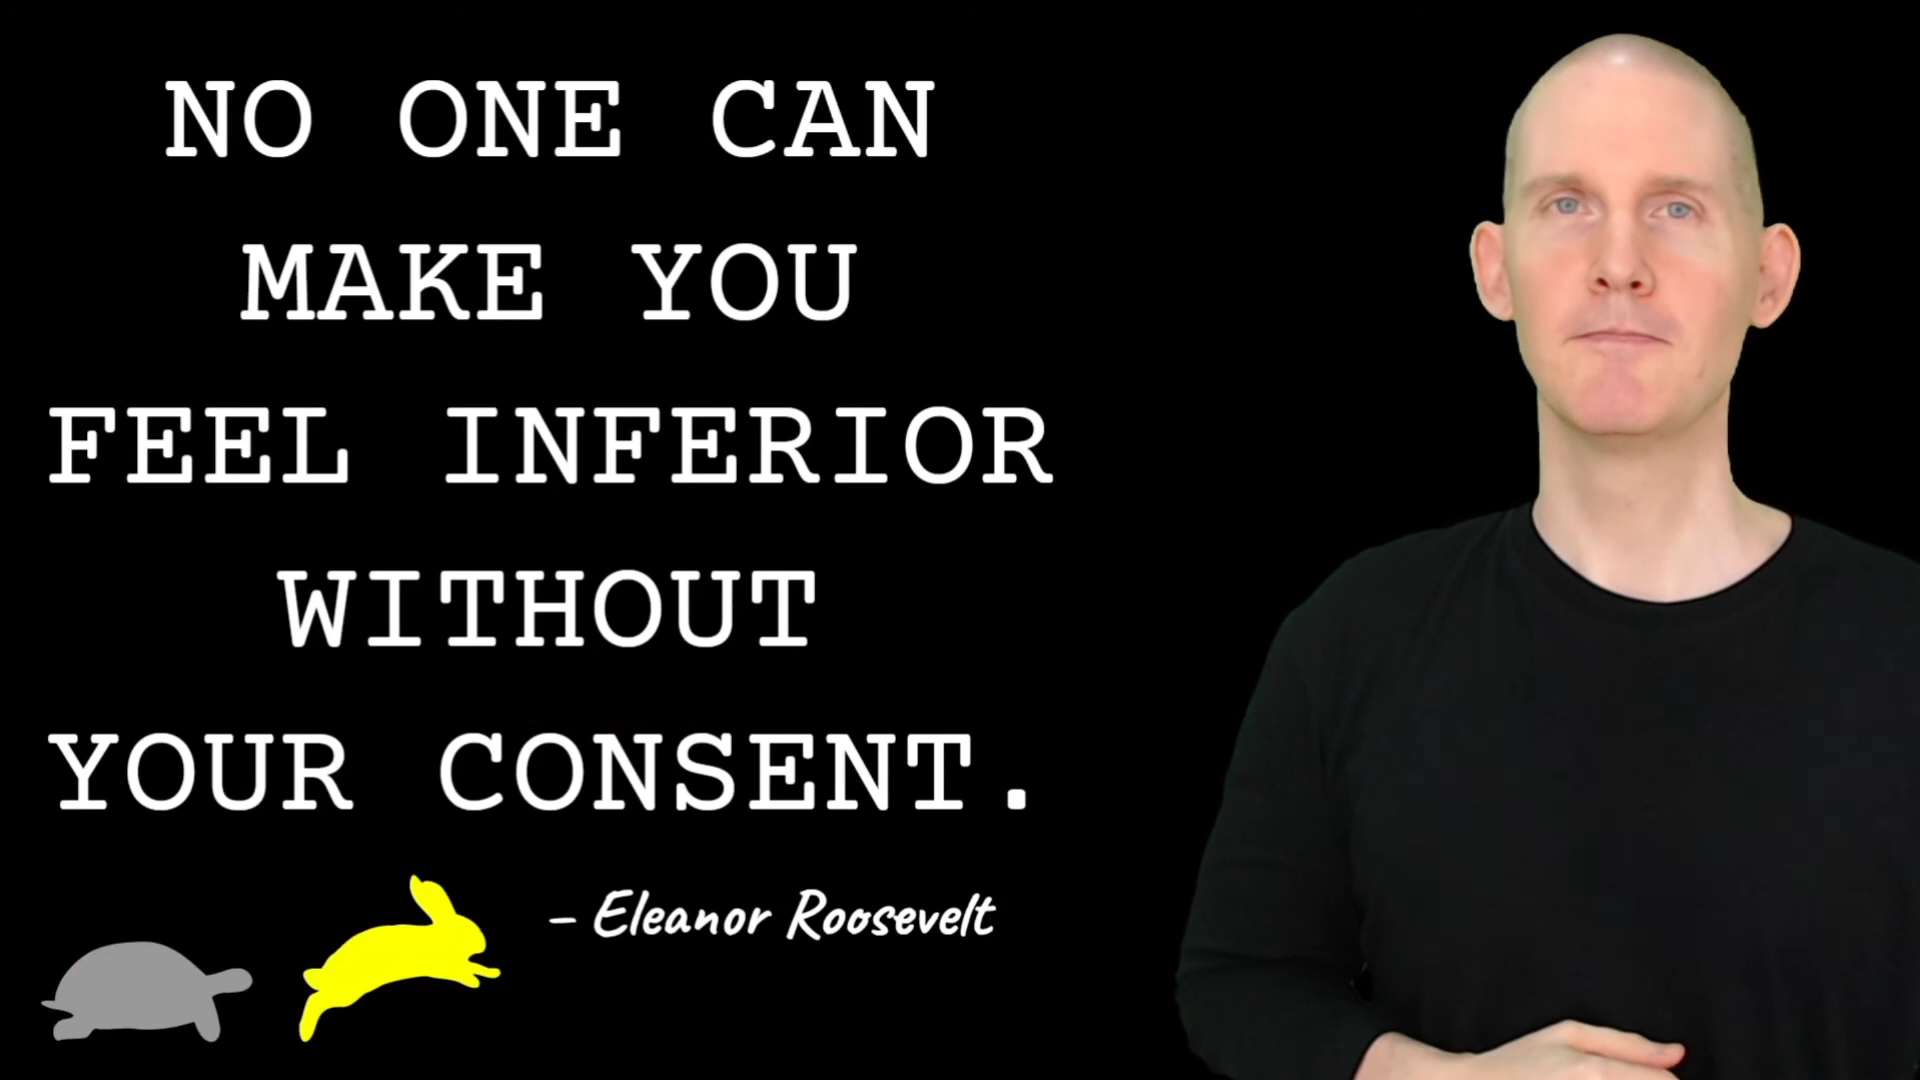 NO ONE CAN
MAKE YOU
FEEL INFERIOR
WITHOUT
YOUR CONSENT.
– Eleanor Roosevelt